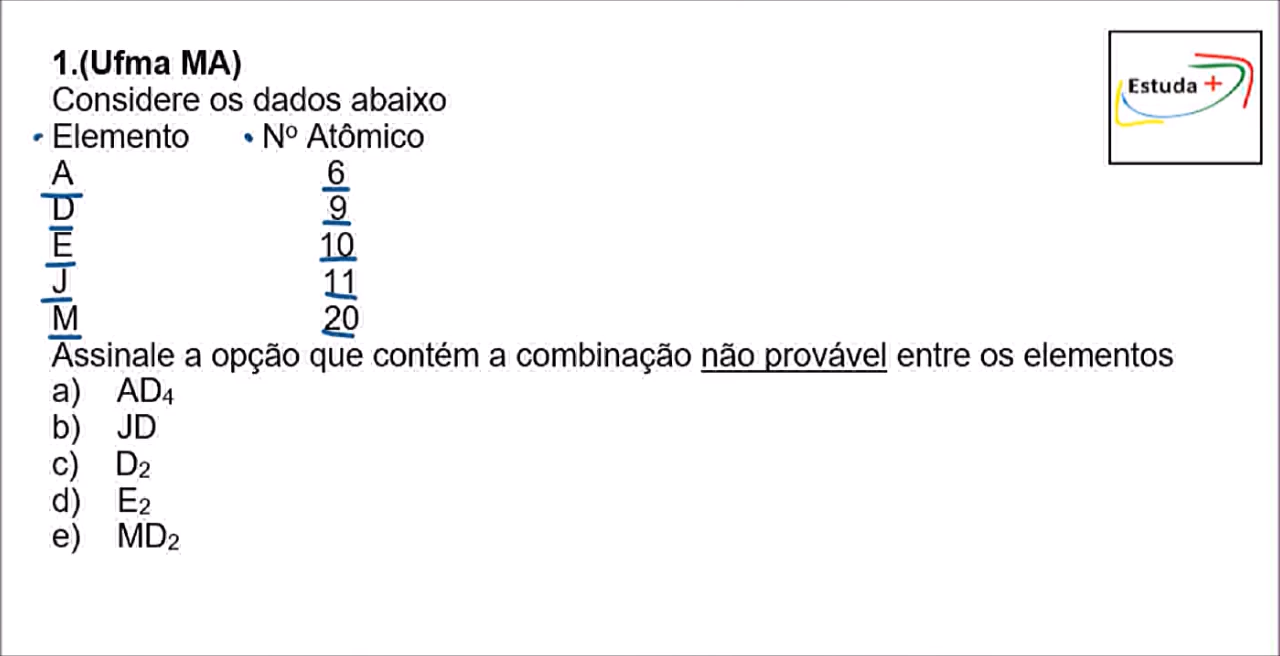 1.(Ufma MA)
Considere os dados abaixo
Estuda +
• Elemento • Nº Atômico
A 6
D 9
E 10
J 11
M 20
Assinale a opção que contém a combinação não provável entre os elementos
a) AD₄
b) JD
c) D₂
d) E₂
e) MD₂